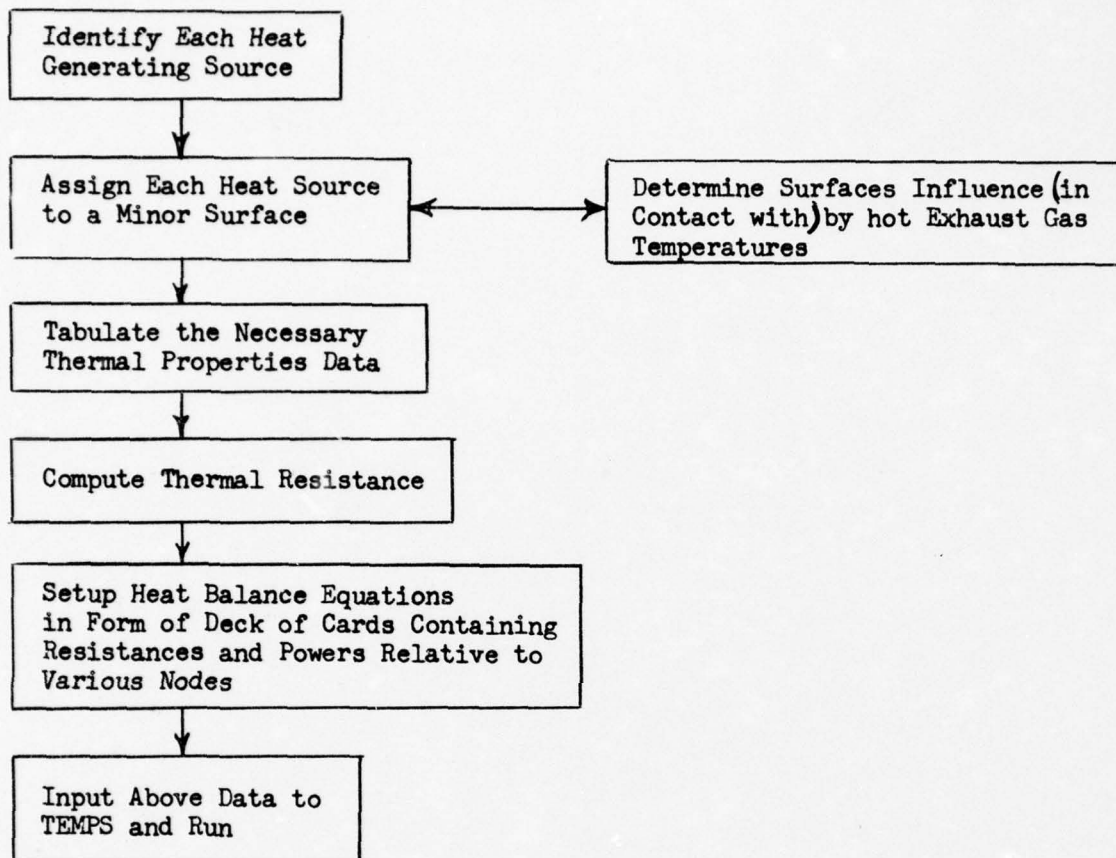 Identify Each Heat
Generating Source
Assign Each Heat Source
to a Minor Surface
Determine Surfaces Influence (in
Contact with) by hot Exhaust Gas
Temperatures
Tabulate the Necessary
Thermal Properties Data
Compute Thermal Resistance
Setup Heat Balance Equations
in Form of Deck of Cards Containing
Resistances and Powers Relative to
Various Nodes
Input Above Data to
TEMPS and Run